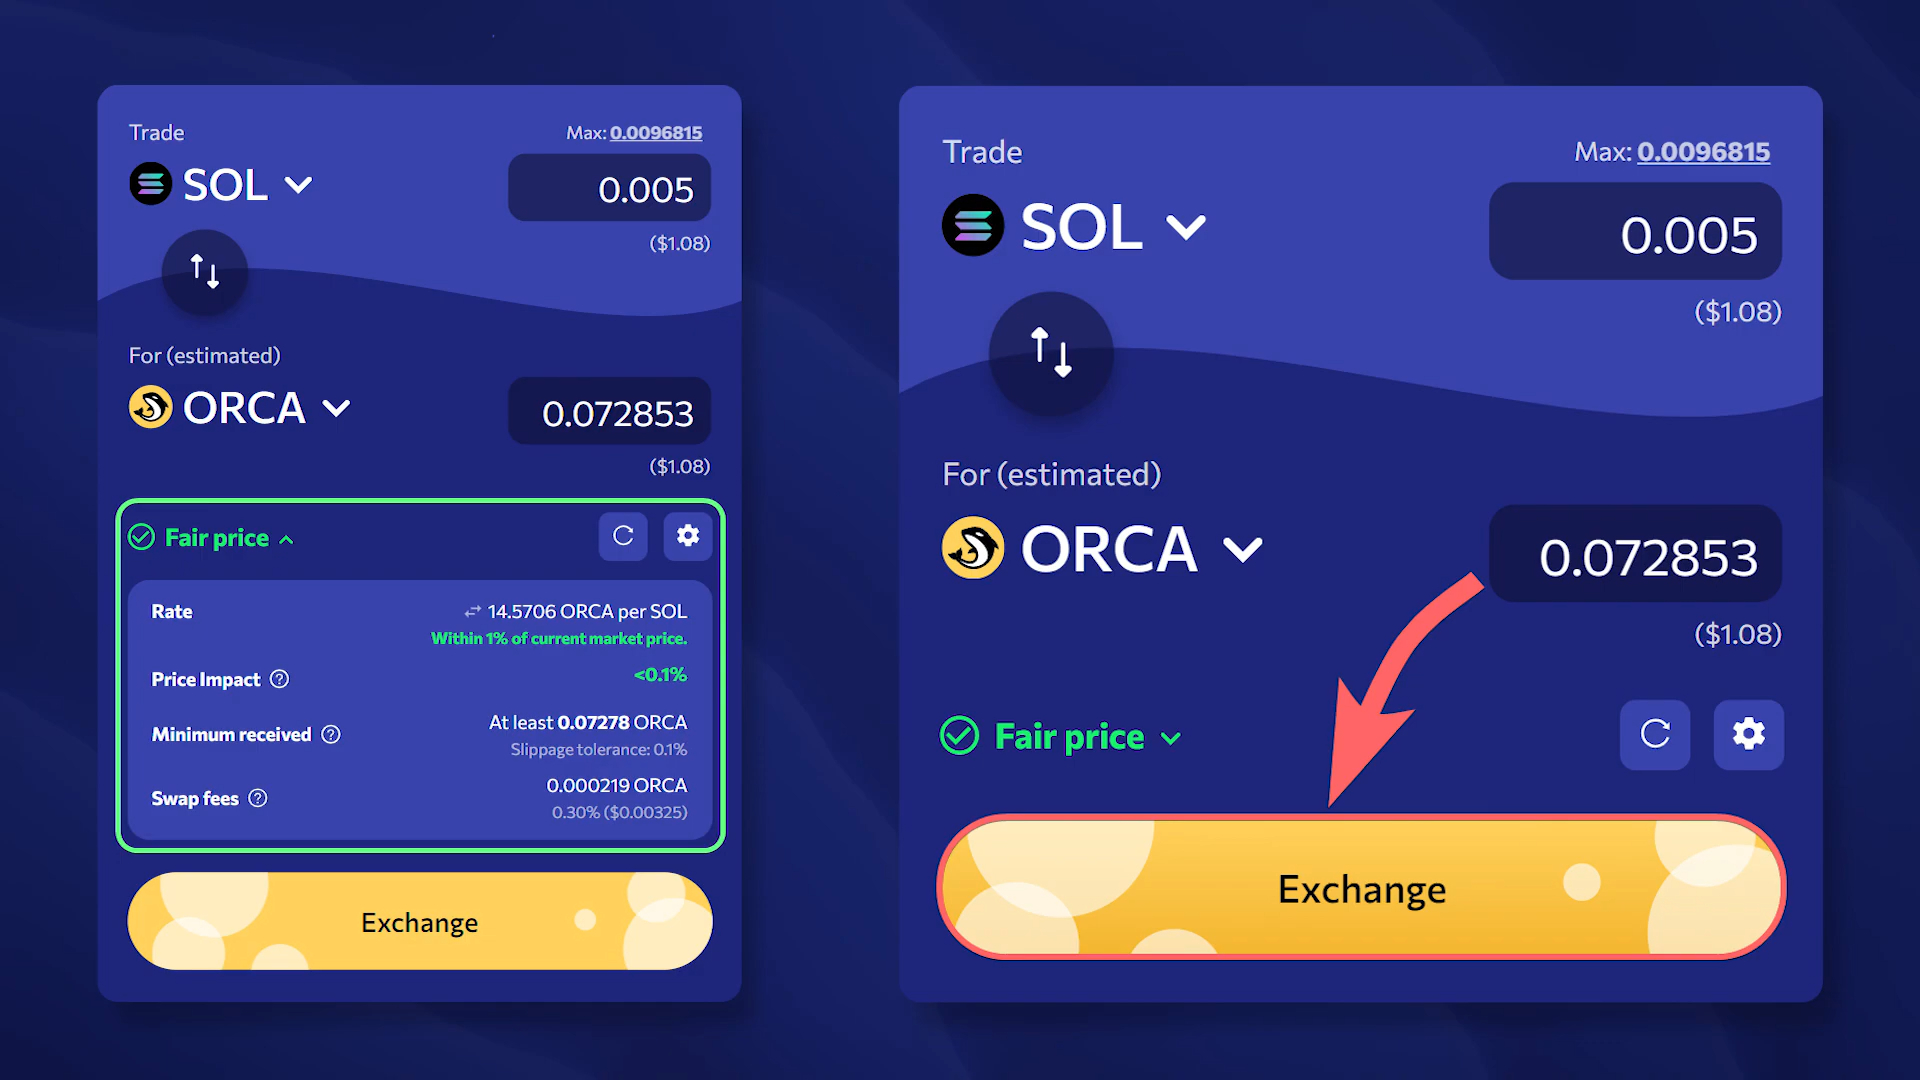 Trade
Max: 0.0096815
SOL
0.005
($1.08)
For (estimated)
ORCA
0.072853
($1.08)
Fair price
Rate
14.5706 ORCA per SOL
Within 1% of current market price.
Price Impact ?
<0.1%
Minimum received ?
At least 0.07278 ORCA
Slippage tolerance: 0.1%
Swap fees ?
0.000219 ORCA
0.30% ($0.00325)
Exchange
Trade
Max: 0.0096815
SOL
0.005
($1.08)
For (estimated)
ORCA
0.072853
($1.08)
Fair price
Exchange